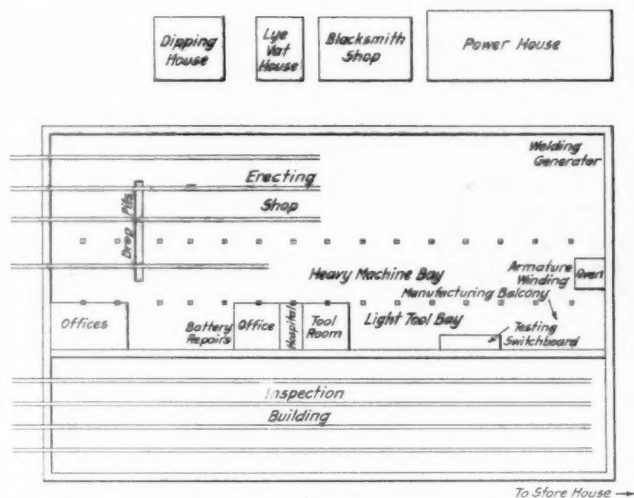 Dipping
House
Lye
Vat
House
Blacksmith
Shop
Power House
Welding
Generator
Erecting
Shop
Drop Pits
Heavy Machine Bay
Armature
Winding
Oven
Manufacturing Balcony
Offices
Battery
Repairs
Office
Hospital
Tool
Room
Light Tool Bay
Testing
Switchboard
Inspection
Building
To Store House